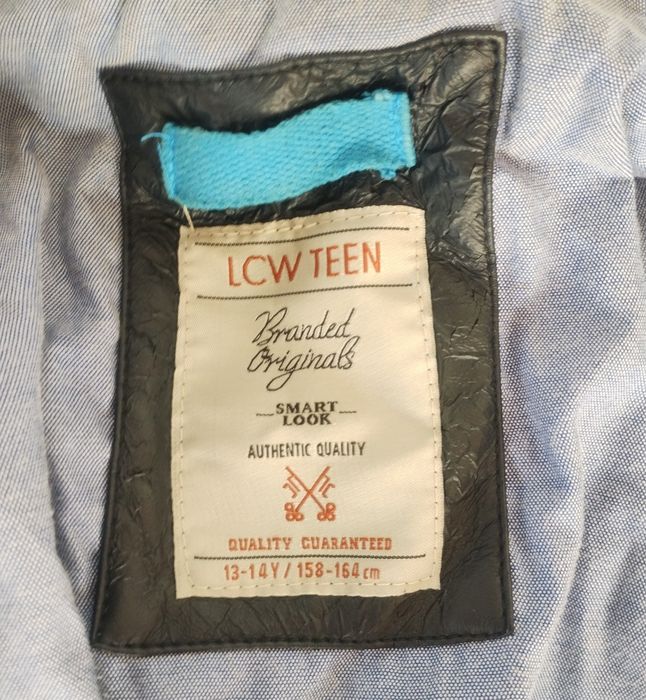 LCW TEEN
Branded
Originals
SMART
LOOK
AUTHENTIC QUALITY
QUALITY GUARANTEED
13-14Y / 158-164 cm